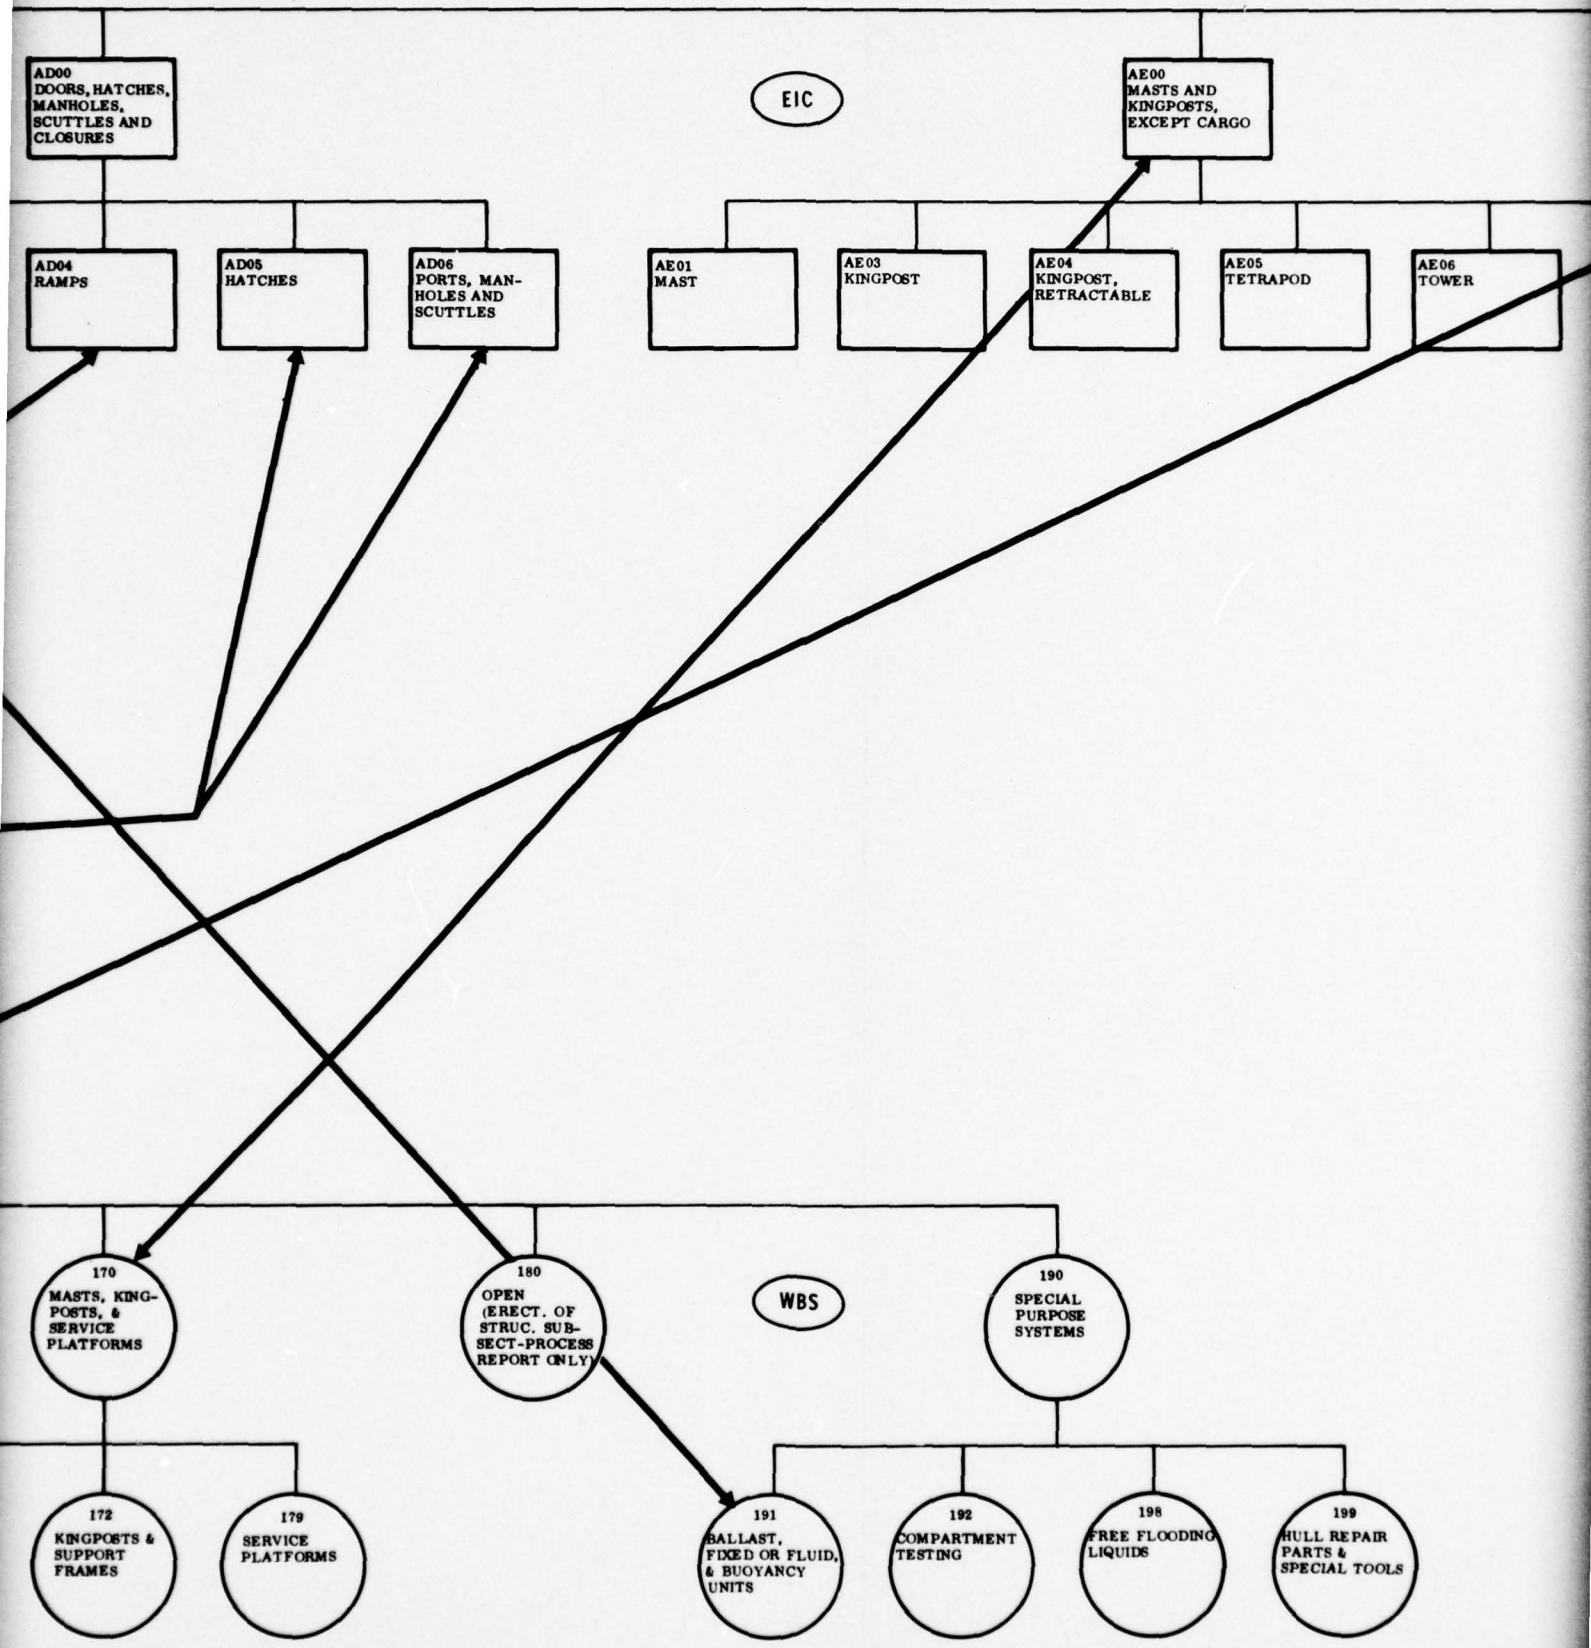 AD00
DOORS, HATCHES,
MANHOLES,
SCUTTLES AND
CLOSURES
EIC
AE00
MASTS AND
KINGPOSTS,
EXCEPT CARGO
AD04
RAMPS
AD05
HATCHES
AD06
PORTS, MAN-
HOLES AND
SCUTTLES
AE01
MAST
AE03
KINGPOST
AE04
KINGPOST,
RETRACTABLE
AE05
TETRAPOD
AE06
TOWER
170
MASTS, KING-
POSTS, &
SERVICE
PLATFORMS
180
OPEN
(ERECT. OF
STRUC. SUB-
SECT-PROCESS
REPORT ONLY)
WBS
190
SPECIAL
PURPOSE
SYSTEMS
172
KINGPOSTS &
SUPPORT
FRAMES
179
SERVICE
PLATFORMS
191
BALLAST,
FIXED OR FLUID,
& BUOYANCY
UNITS
192
COMPARTMENT
TESTING
198
FREE FLOODING
LIQUIDS
199
HULL REPAIR
PARTS &
SPECIAL TOOLS